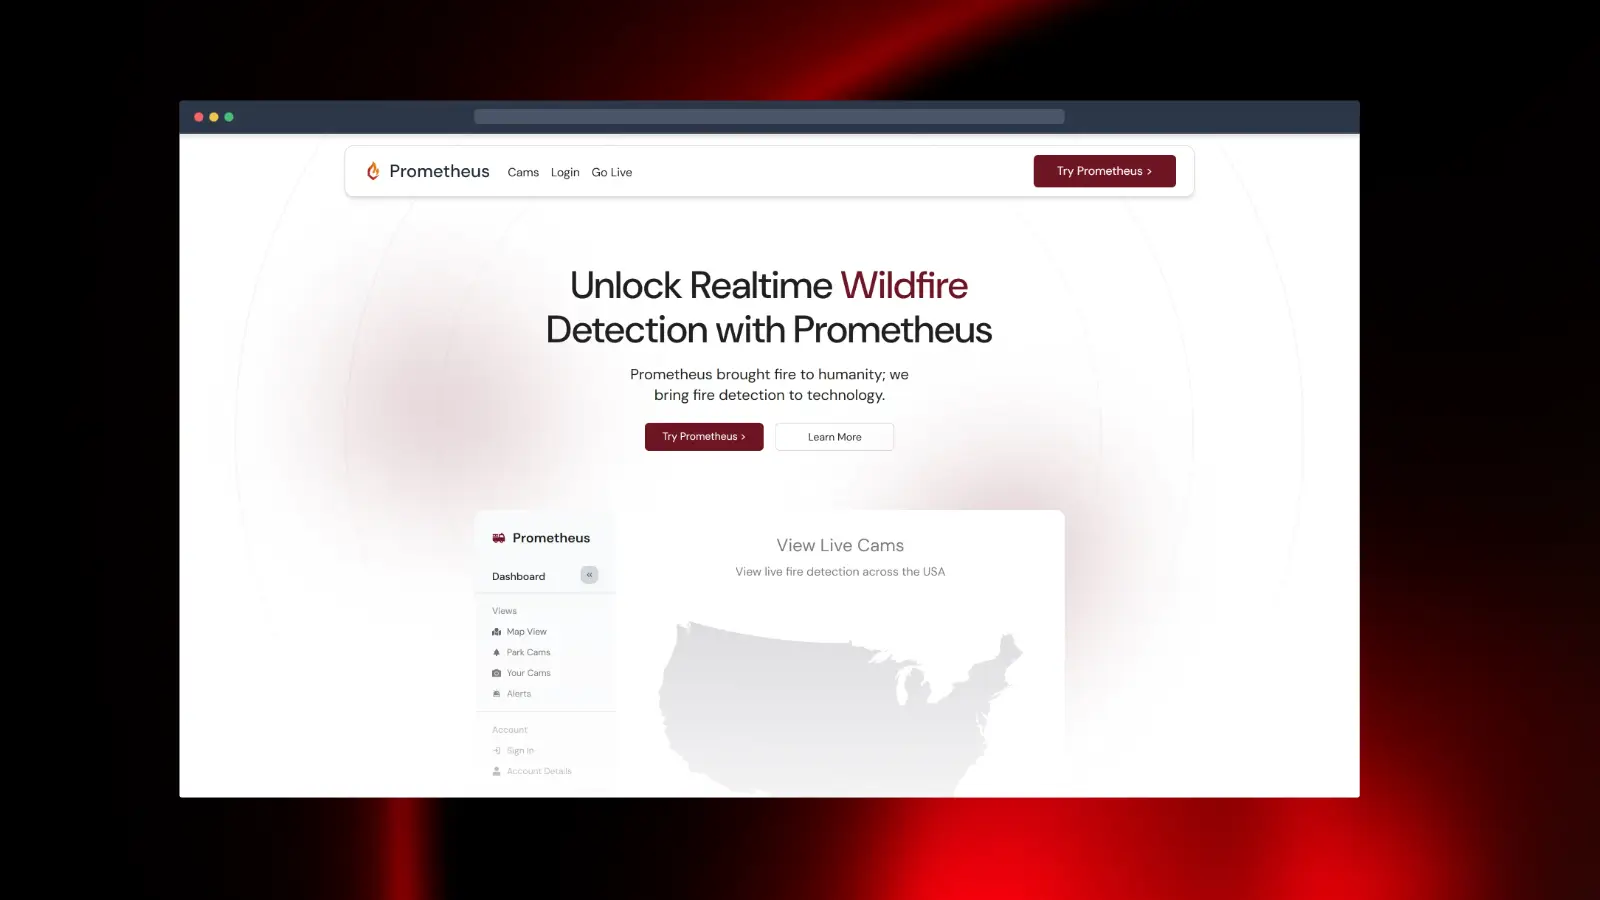 Prometheus Cams Login Go Live Try Prometheus >
Unlock Realtime Wildfire
Detection with Prometheus
Prometheus brought fire to humanity; we
bring fire detection to technology.
Try Prometheus > Learn More
Prometheus
Dashboard «
Views
Map View
Park Cams
Your Cams
Alerts
Account
Sign In
Account Details
View Live Cams
View live fire detection across the USA